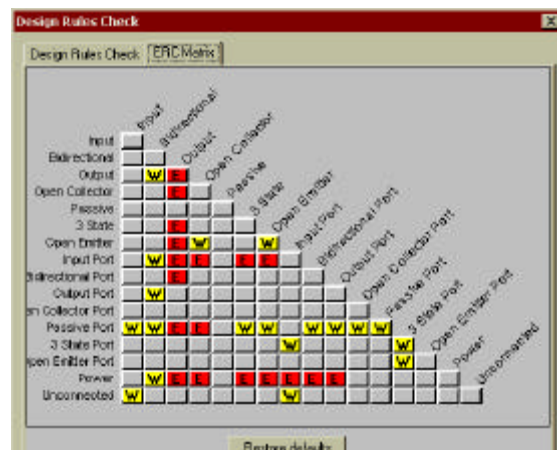 Design Rules Check
Design Rules Check ERC Matrix
Input
Bidirectional
Output
Open Collector
Passive
3 State
Open Emitter
Input Port
Bidirectional Port
Output Port
Open Collector Port
Passive Port
3 State Port
Open Emitter Port
Power
Unconnected
Input
Bidirectional
Output W E
Open Collector E
Passive
3 State E
Open Emitter E W W
Input Port W E E E E
Bidirectional Port E
Output Port W
en Collector Port
Passive Port W W E E W W W W W W
3 State Port W W
Open Emitter Port W
Power W E E E E E E E
Unconnected W W
Restore defaults